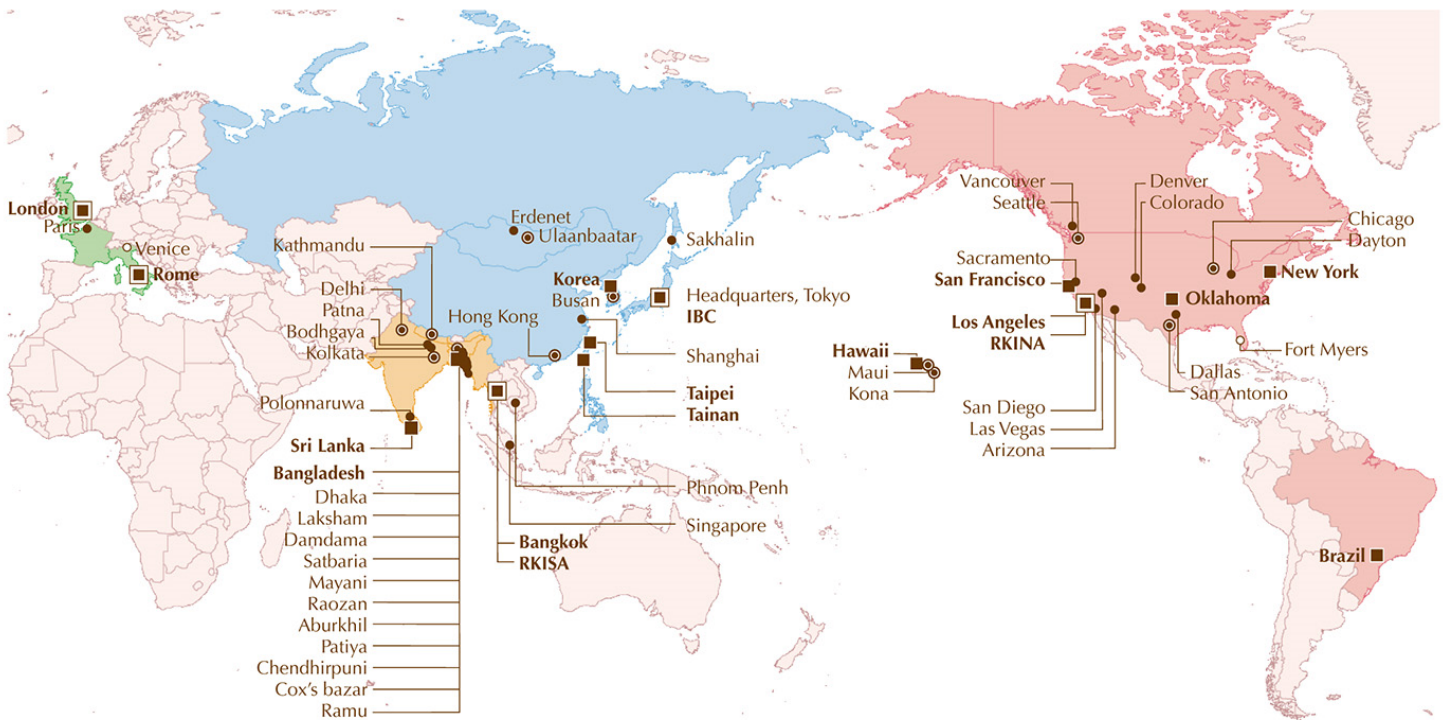 London
Paris
Venice
Rome
Kathmandu
Delhi
Patna
Bodhgaya
Kolkata
Polonnaruwa
Sri Lanka
Bangladesh
Dhaka
Laksham
Damdama
Satbaria
Mayani
Raozan
Aburkhil
Patiya
Chendhirpuni
Cox's bazar
Ramu
Erdenet
Ulaanbaatar
Sakhalin
Korea
Busan
Headquarters, Tokyo
IBC
Hong Kong
Shanghai
Taipei
Tainan
Phnom Penh
Singapore
Bangkok
RKISA
Hawaii
Maui
Kona
Vancouver
Seattle
Denver
Colorado
Chicago
Dayton
Sacramento
San Francisco
New York
Oklahoma
Los Angeles
RKINA
Fort Myers
Dallas
San Antonio
San Diego
Las Vegas
Arizona
Brazil